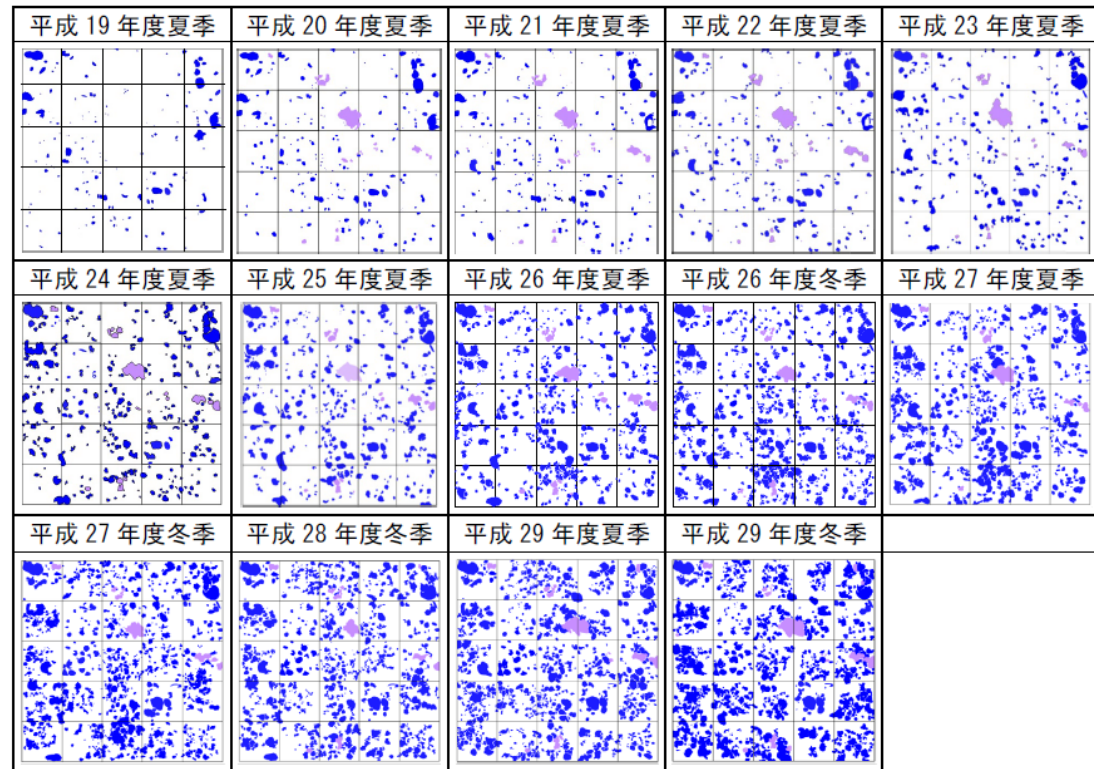 平成 19 年度夏季
平成 20 年度夏季
平成 21 年度夏季
平成 22 年度夏季
平成 23 年度夏季
平成 24 年度夏季
平成 25 年度夏季
平成 26 年度夏季
平成 26 年度冬季
平成 27 年度夏季
平成 27 年度冬季
平成 28 年度冬季
平成 29 年度夏季
平成 29 年度冬季